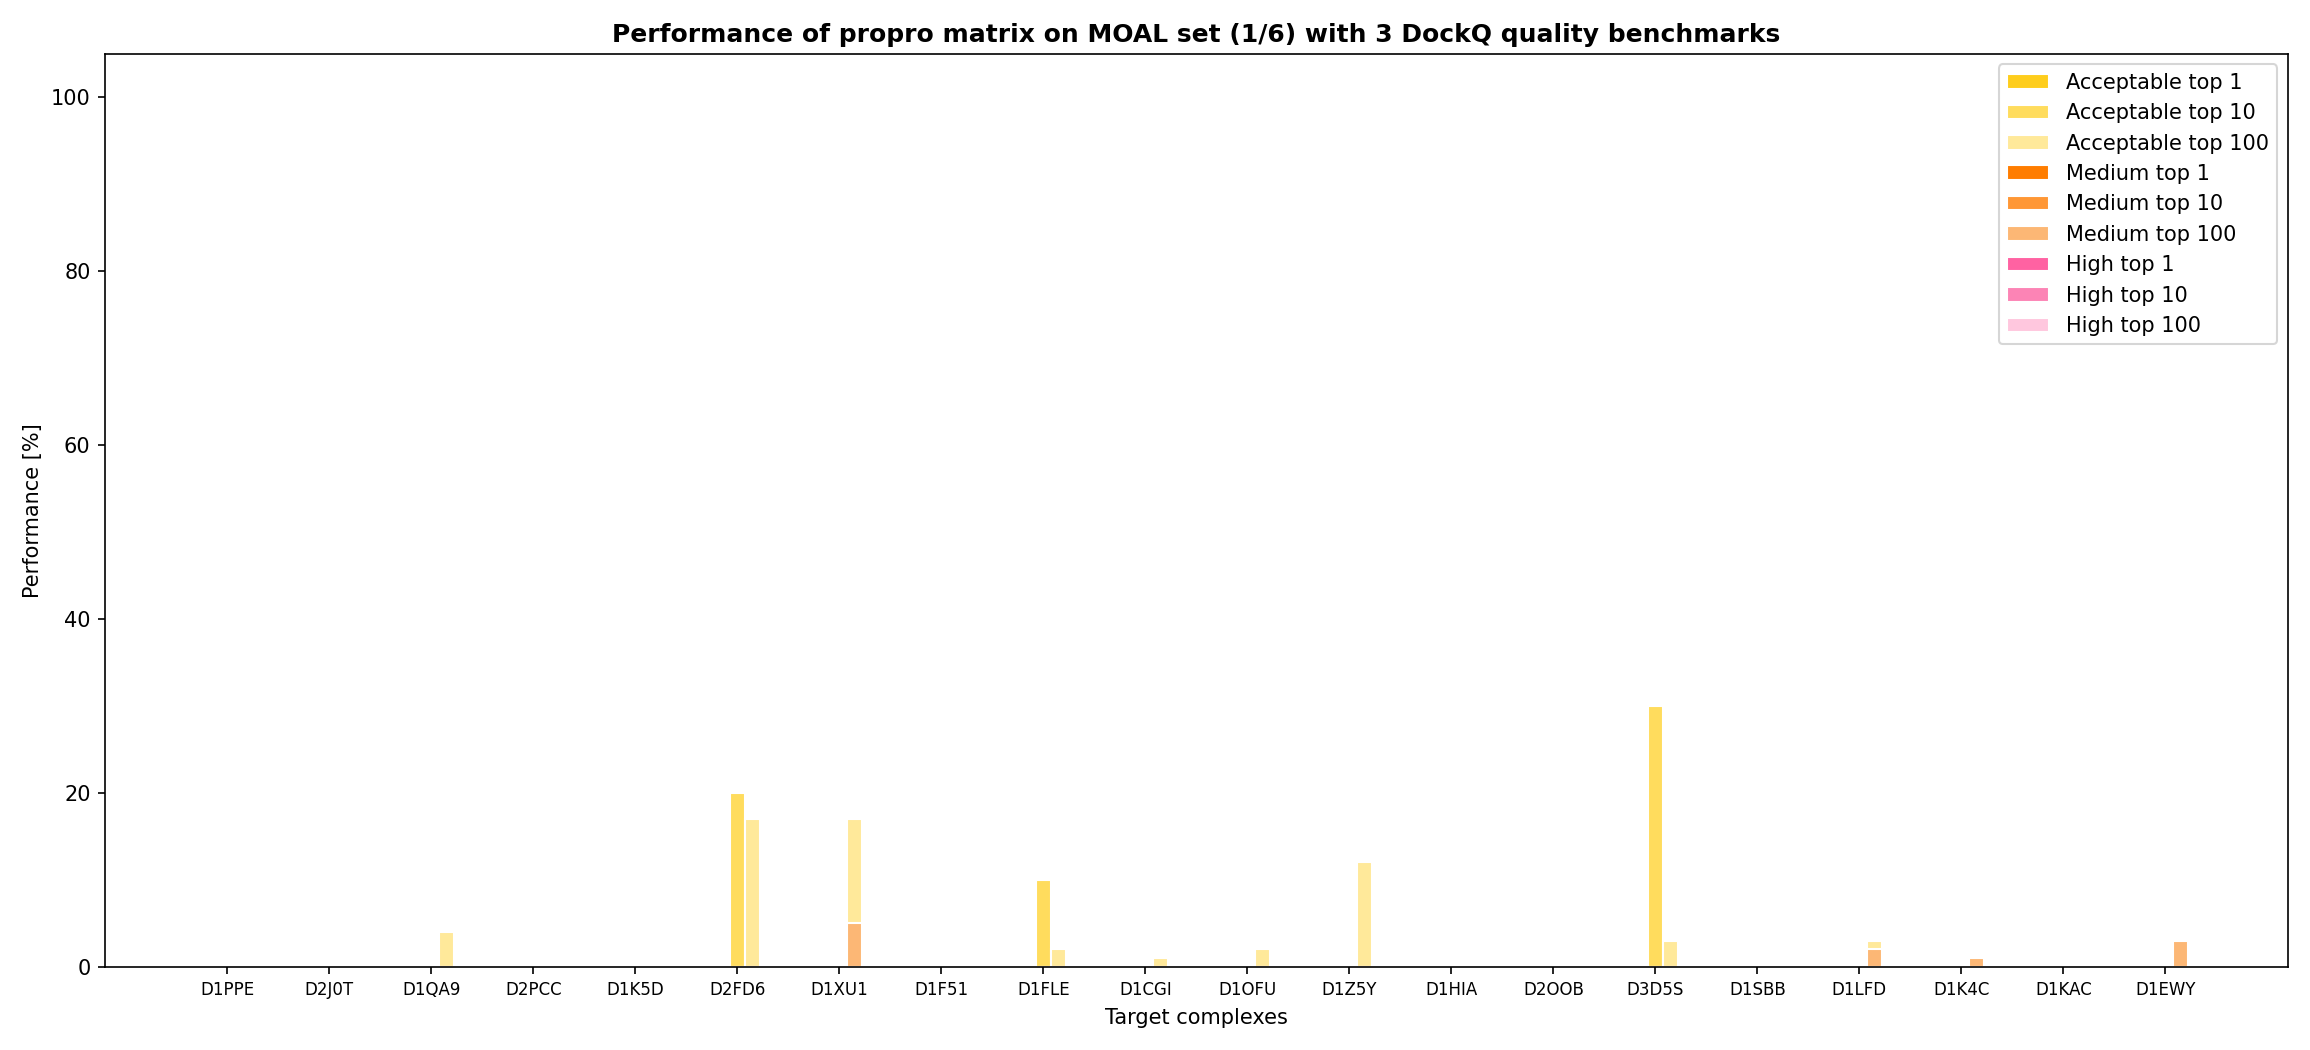 Performance of propro matrix on MOAL set (1/6) with 3 DockQ quality benchmarks
Acceptable top 1
Acceptable top 10
Acceptable top 100
Medium top 1
Medium top 10
Medium top 100
High top 1
High top 10
High top 100
100
80
60
40
20
0
Performance [%]
D1PPE D2J0T D1QA9 D2PCC D1K5D D2FD6 D1XU1 D1F51 D1FLE D1CGI D1OFU D1Z5Y D1HIA D2OOB D3D5S D1SBB D1LFD D1K4C D1KAC D1EWY
Target complexes